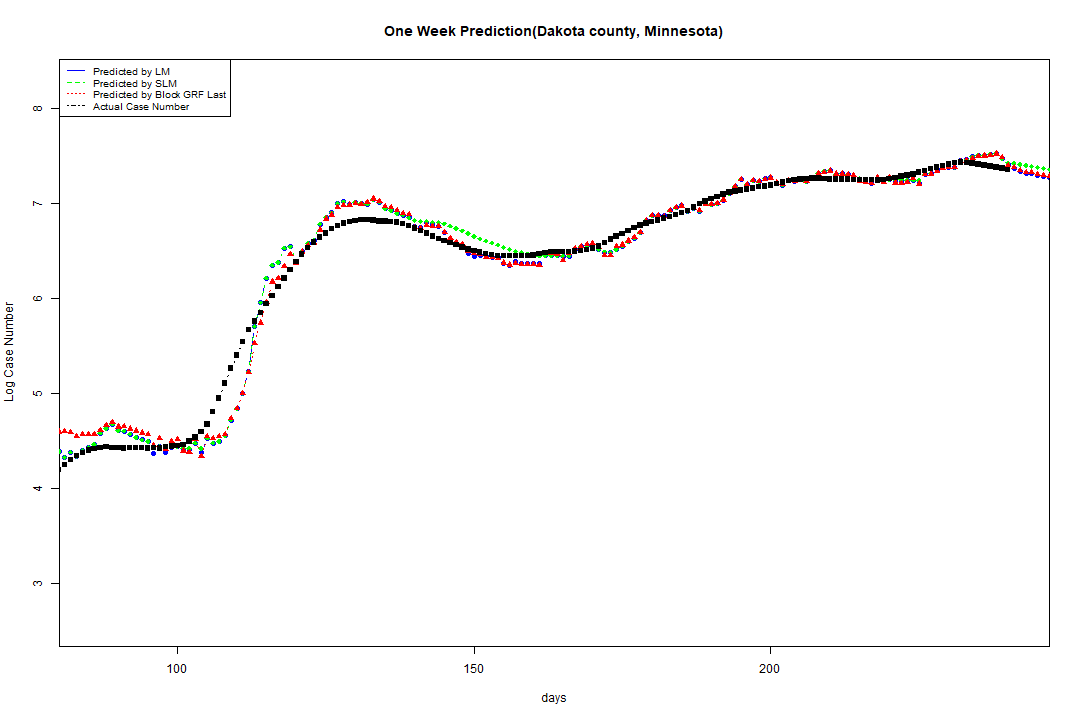 One Week Prediction(Dakota county, Minnesota)
Predicted by LM
Predicted by SLM
Predicted by Block GRF Last
Actual Case Number
8
7
6
5
4
3
Log Case Number
100 150 200
days